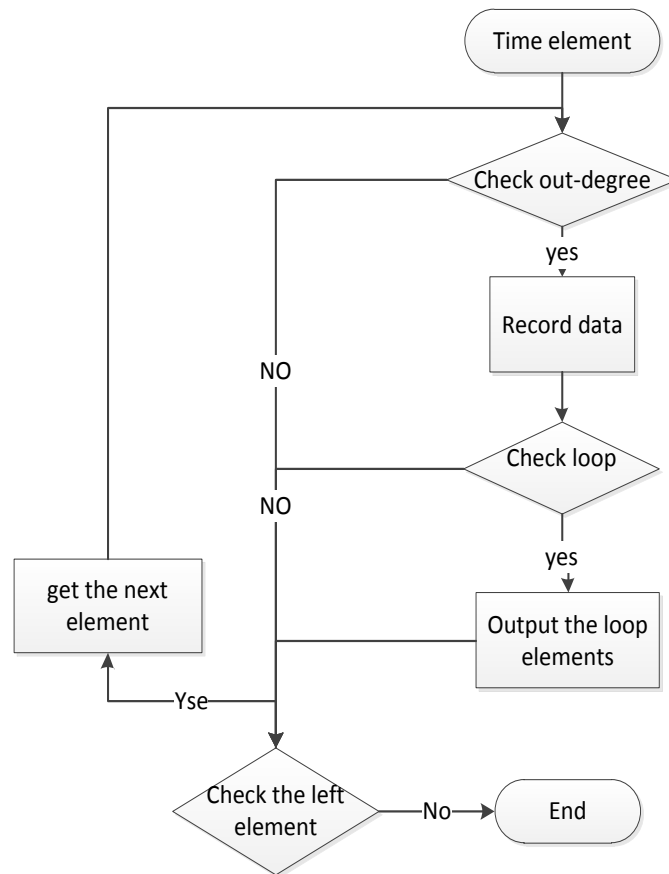 Time element
Check out-degree
yes
Record data
NO
Check loop
NO
yes
get the next
element
Output the loop
elements
Yse
Check the left
element
No
End